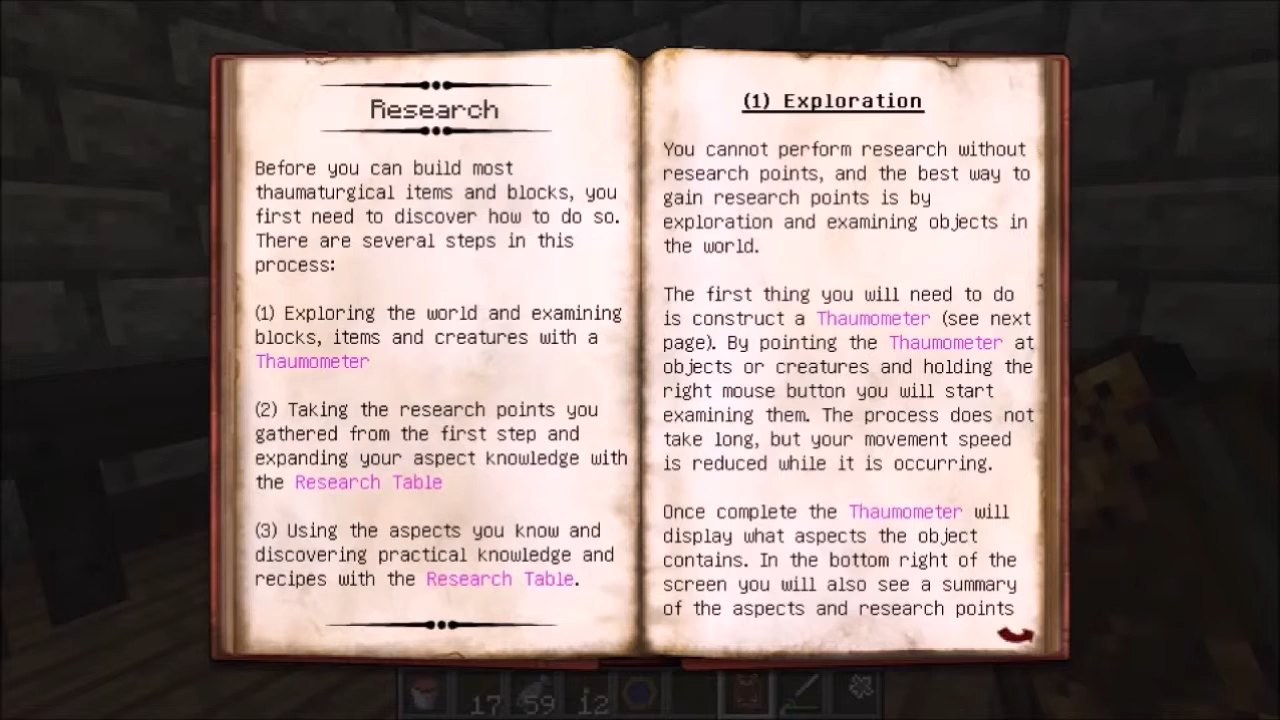 Research
Before you can build most
thaumaturgical items and blocks, you
first need to discover how to do so.
There are several steps in this
process:
(1) Exploring the world and examining
blocks, items and creatures with a
Thaumometer
(2) Taking the research points you
gathered from the first step and
expanding your aspect knowledge with
the Research Table
(3) Using the aspects you know and
discovering practical knowledge and
recipes with the Research Table.
(1) Exploration
You cannot perform research without
research points, and the best way to
gain research points is by
exploration and examining objects in
the world.
The first thing you will need to do
is construct a Thaumometer (see next
page). By pointing the Thaumometer at
objects or creatures and holding the
right mouse button you will start
examining them. The process does not
take long, but your movement speed
is reduced while it is occurring.
Once complete the Thaumometer will
display what aspects the object
contains. In the bottom right of the
screen you will also see a summary
of the aspects and research points
17 59 12